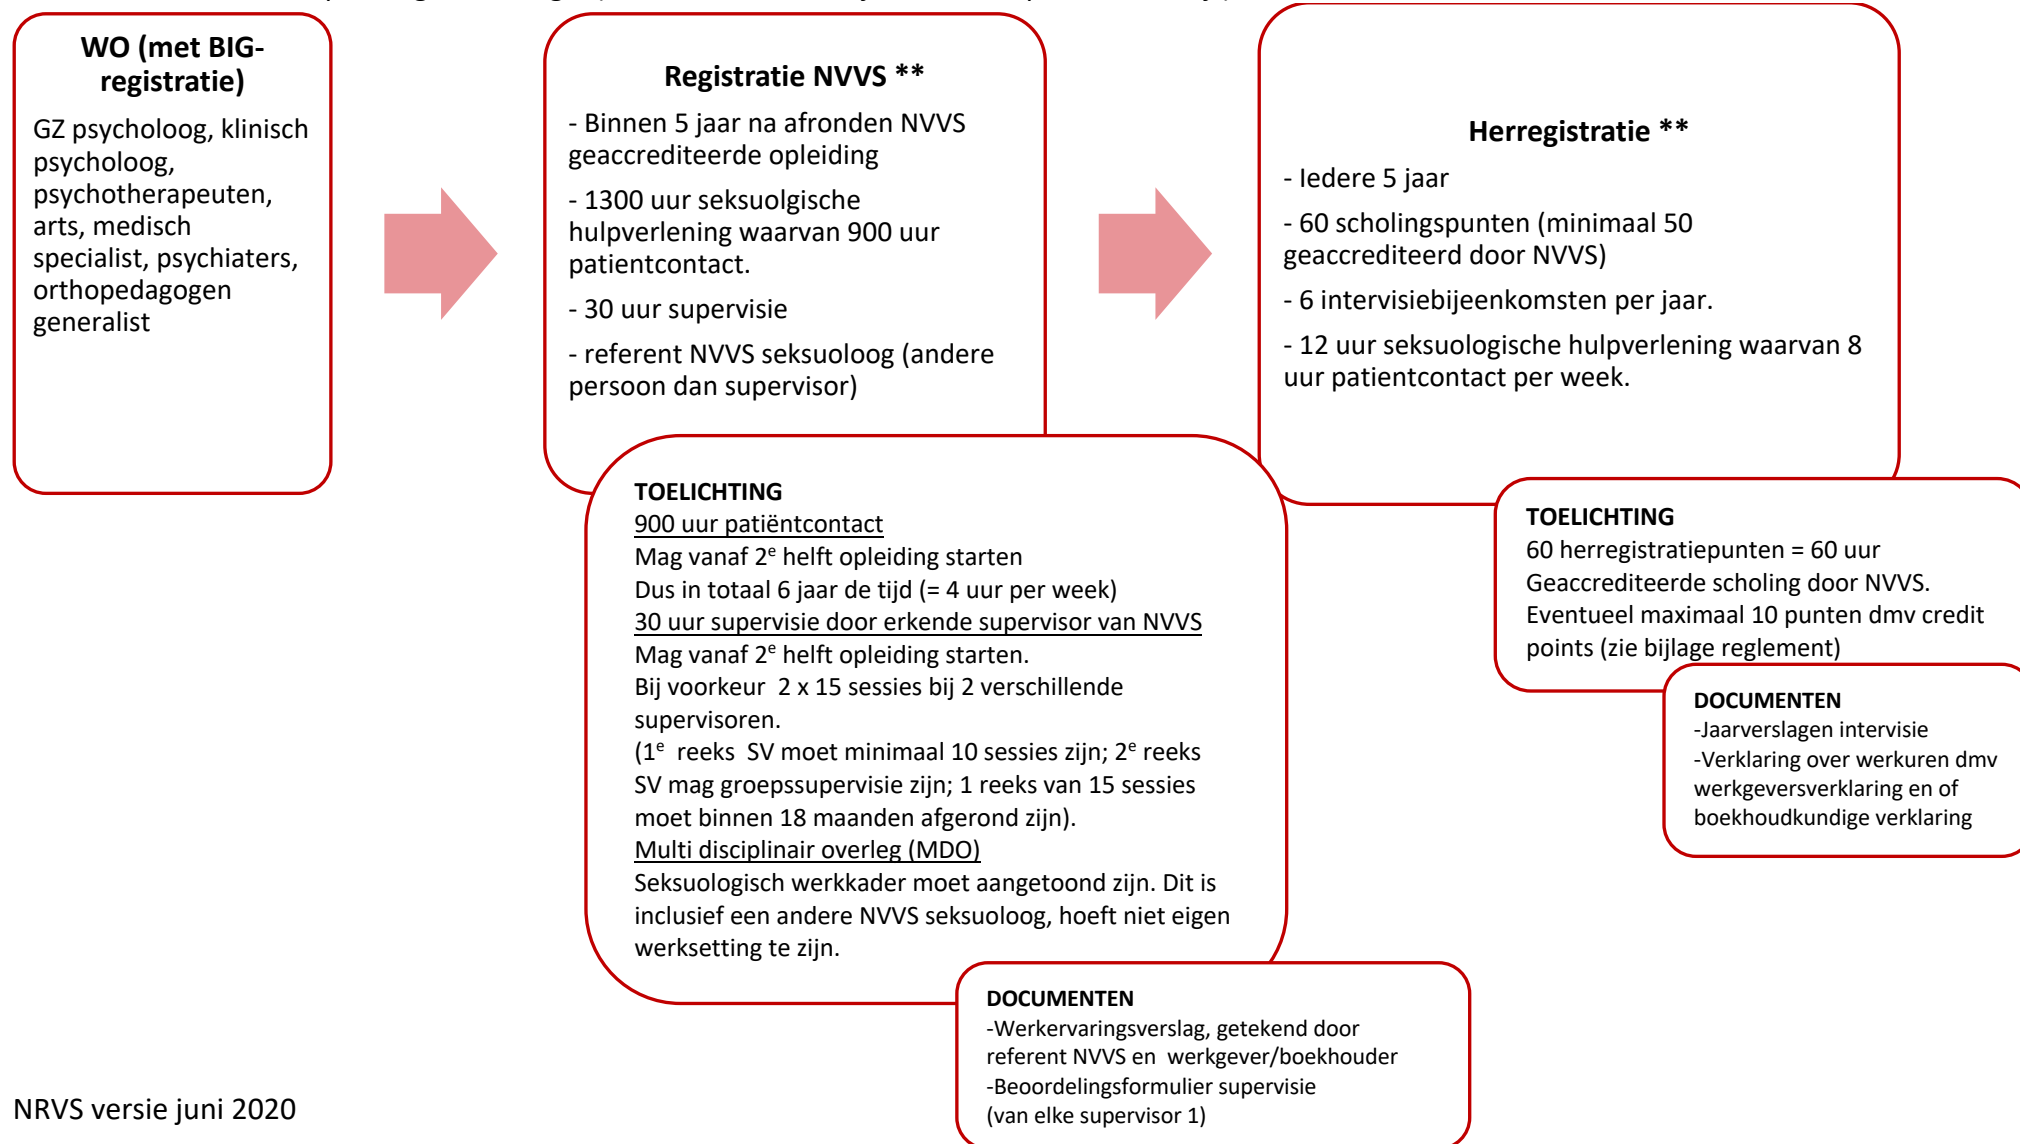 WO (met BIG-
registratie)
GZ psycholoog, klinisch
psycholoog,
psychotherapeuten,
arts, medisch
specialist, psychiaters,
orthopedagogen
generalist
Registratie NVVS **
- Binnen 5 jaar na afronden NVVS
geaccrediteerde opleiding
- 1300 uur seksuolgische
hulpverlening waarvan 900 uur
patientcontact.
- 30 uur supervisie
- referent NVVS seksuoloog (andere
persoon dan supervisor)
Herregistratie **
- Iedere 5 jaar
- 60 scholingspunten (minimaal 50
geaccrediteerd door NVVS)
- 6 intervisiebijeenkomsten per jaar.
- 12 uur seksuologische hulpverlening waarvan 8
uur patientcontact per week.
TOELICHTING
900 uur patiëntcontact
Mag vanaf 2e helft opleiding starten
Dus in totaal 6 jaar de tijd (= 4 uur per week)
30 uur supervisie door erkende supervisor van NVVS
Mag vanaf 2e helft opleiding starten.
Bij voorkeur 2 x 15 sessies bij 2 verschillende
supervisoren.
(1e reeks SV moet minimaal 10 sessies zijn; 2e reeks
SV mag groepssupervisie zijn; 1 reeks van 15 sessies
moet binnen 18 maanden afgerond zijn).
Multi disciplinair overleg (MDO)
Seksuologisch werkkader moet aangetoond zijn. Dit is
inclusief een andere NVVS seksuoloog, hoeft niet eigen
werksetting te zijn.
TOELICHTING
60 herregistratiepunten = 60 uur
Geaccrediteerde scholing door NVVS.
Eventueel maximaal 10 punten dmv credit
points (zie bijlage reglement)
DOCUMENTEN
-Jaarverslagen intervisie
-Verklaring over werkuren dmv
werkgeversverklaring en of
boekhoudkundige verklaring
DOCUMENTEN
-Werkervaringsverslag, getekend door
referent NVVS en werkgever/boekhouder
-Beoordelingsformulier supervisie
(van elke supervisor 1)
NRVS versie juni 2020